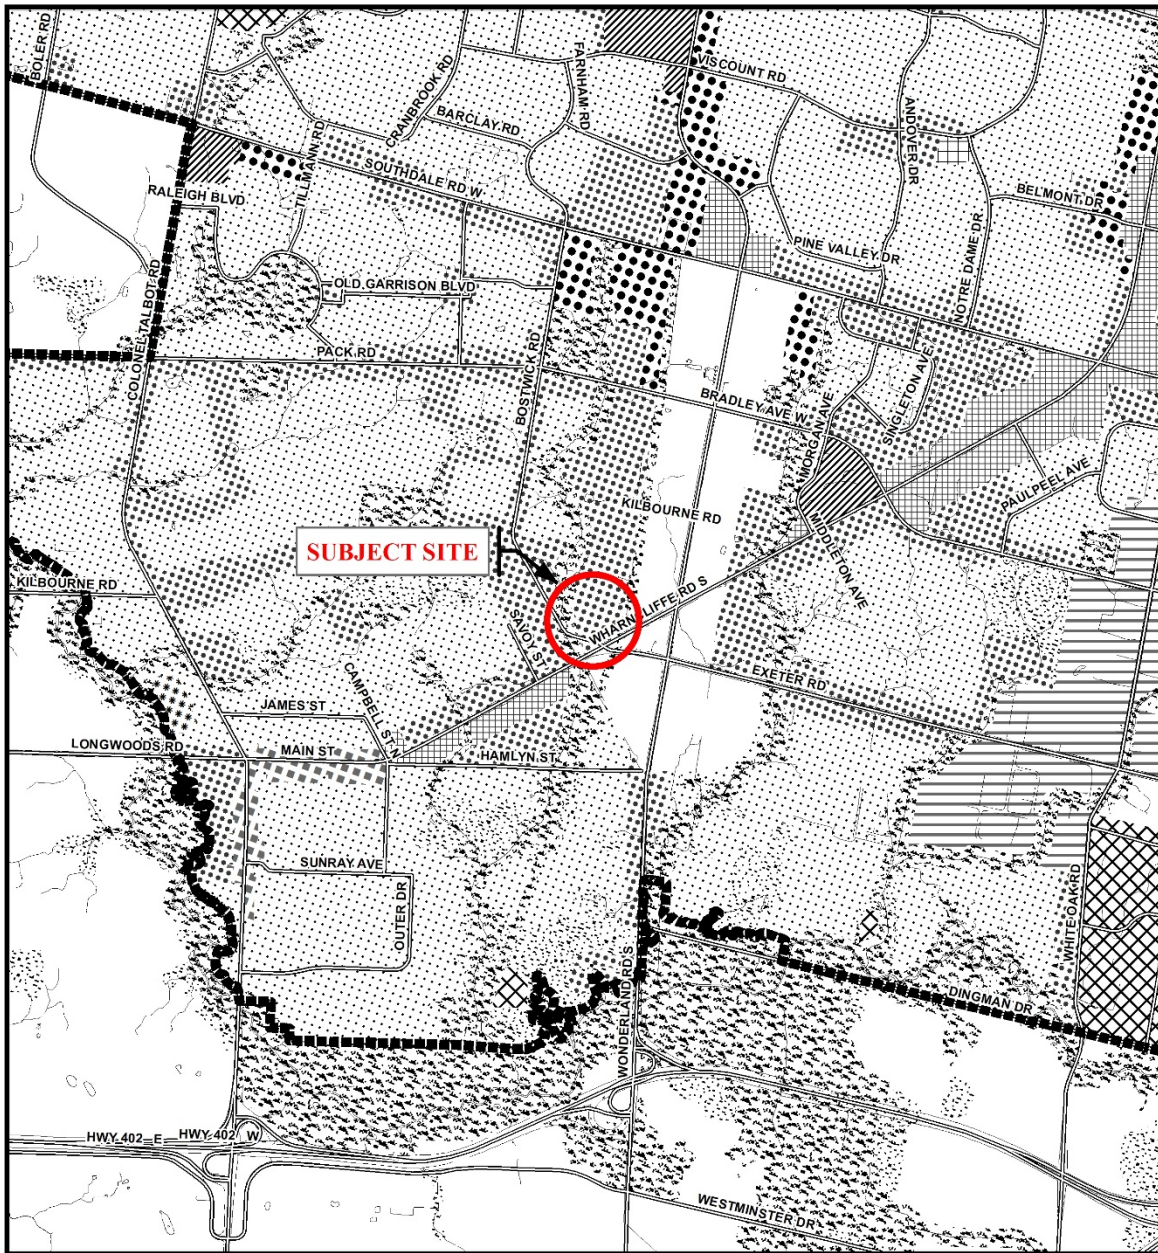 BOLER RD
CRANBROOK RD
FARNHAM RD
VISCOUNT RD
ANDOVER DR
BARCLAY RD
TILLMANN RD
SOUTHDALE RD W
RALEIGH BLVD
BELMONT DR
NOTRE DAME DR
PINE VALLEY DR
COLONEL TALBOT RD
OLD GARRISON BLVD
PACK RD
BOSTWICK RD
BRADLEY AVE W
SINGLETON AVE
MORGAN AVE
PAULPEEL AVE
KILBOURNE RD
MIDDLETON AVE
SUBJECT SITE
KILBOURNE RD
WHARNCLIFFE RD S
SAVOY ST
EXETER RD
CAMPBELL ST N
JAMES ST
LONGWOODS RD
MAIN ST
HAMLYN ST
SUNRAY AVE
OUTER DR
WHITE OAK RD
WONDERLAND RD S
DINGMAN DR
HWY 402 E
HWY 402 W
WESTMINSTER DR